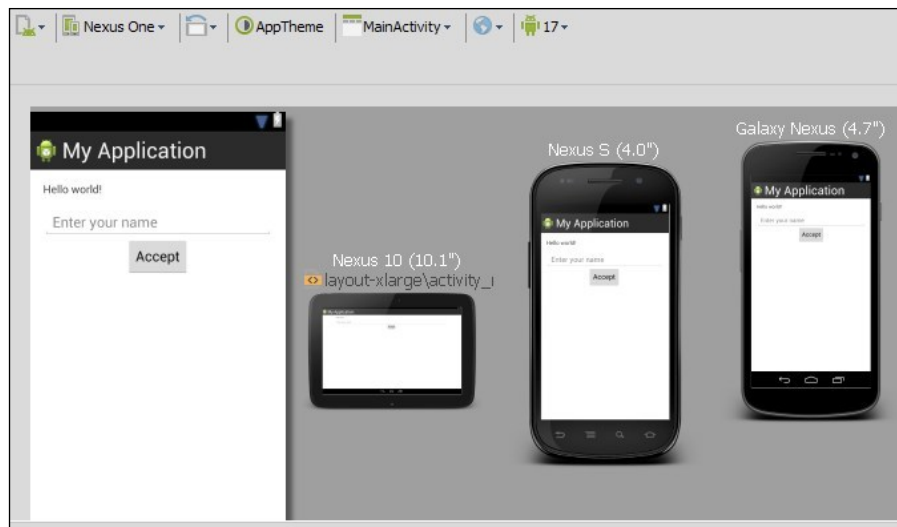 Nexus One AppTheme MainActivity 17
My Application
Hello world!
Enter your name
Accept
Nexus 10 (10.1")
layout-xlarge\activity_
My Application
Nexus S (4.0")
My Application
Hello world!
Enter your name
Accept
Galaxy Nexus (4.7")
My Application
Hello world!
Enter your name
Accept